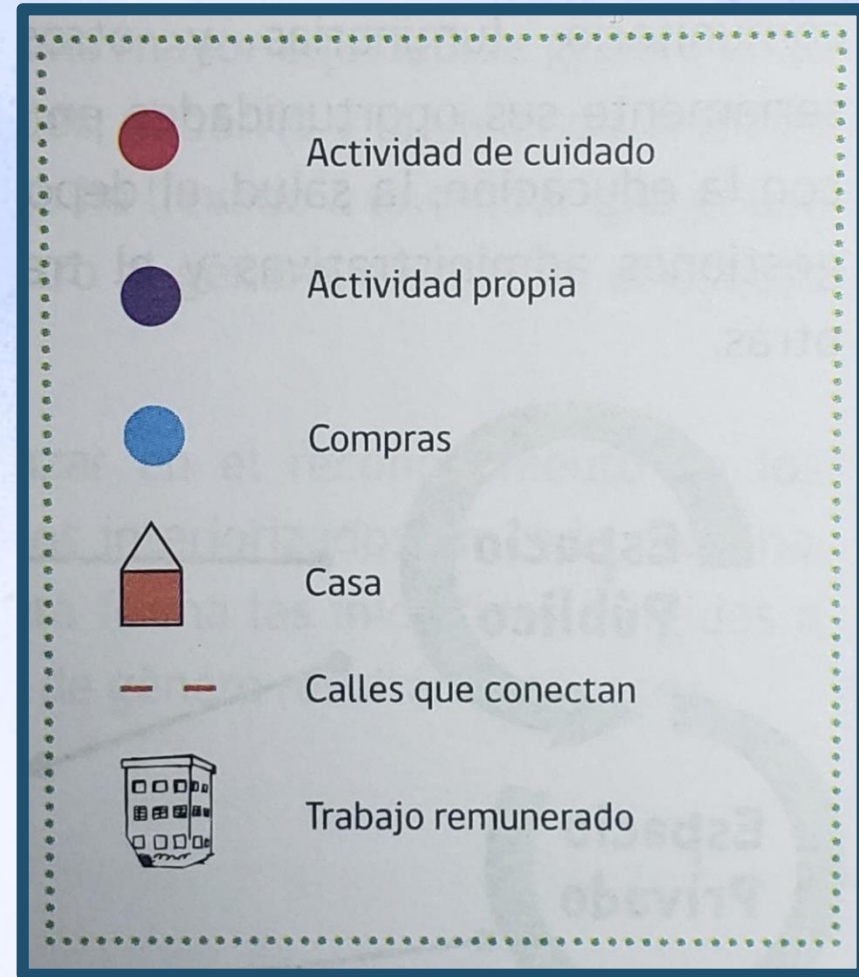 Actividad de cuidado
Actividad propia
Compras
Casa
Calles que conectan
Trabajo remunerado